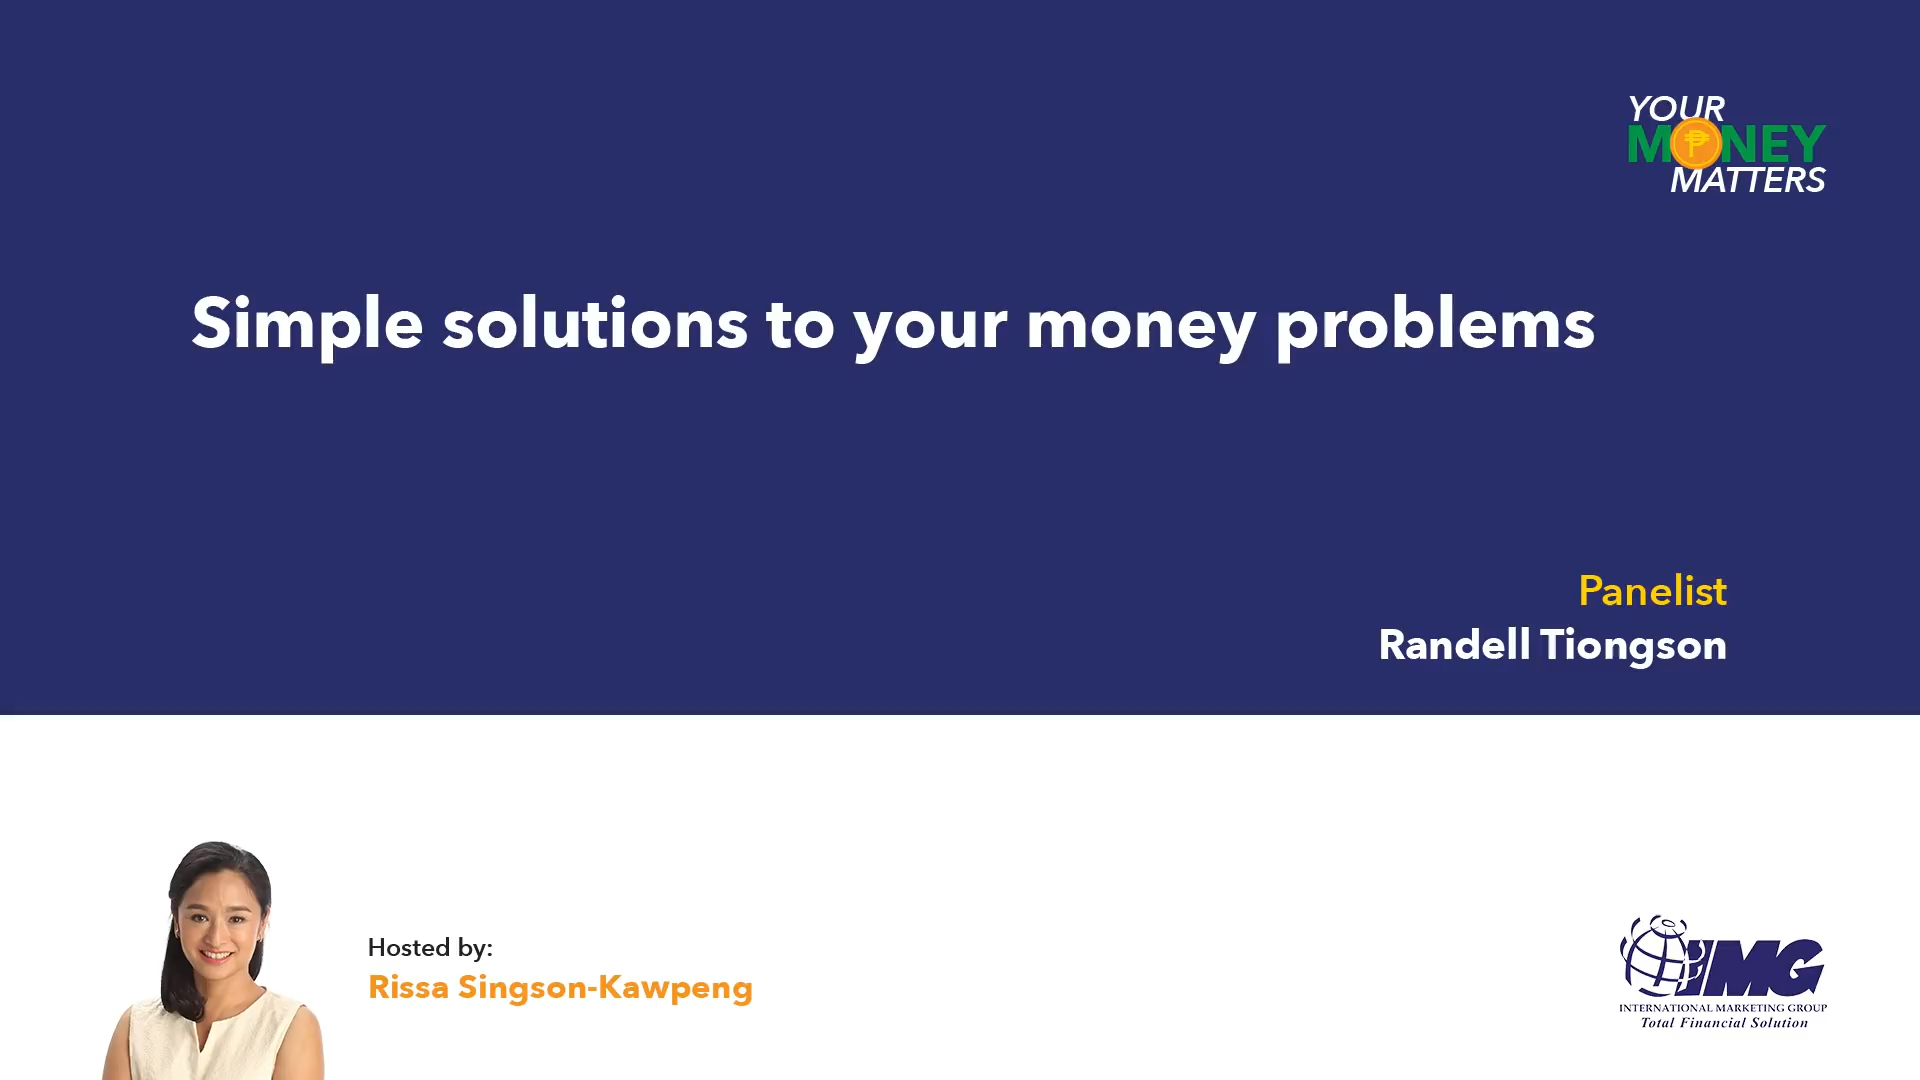 YOUR
MONEY
MATTERS
Simple solutions to your money problems
Panelist
Randell Tiongson
Hosted by:
Rissa Singson-Kawpeng
IMG
INTERNATIONAL MARKETING GROUP
Total Financial Solution